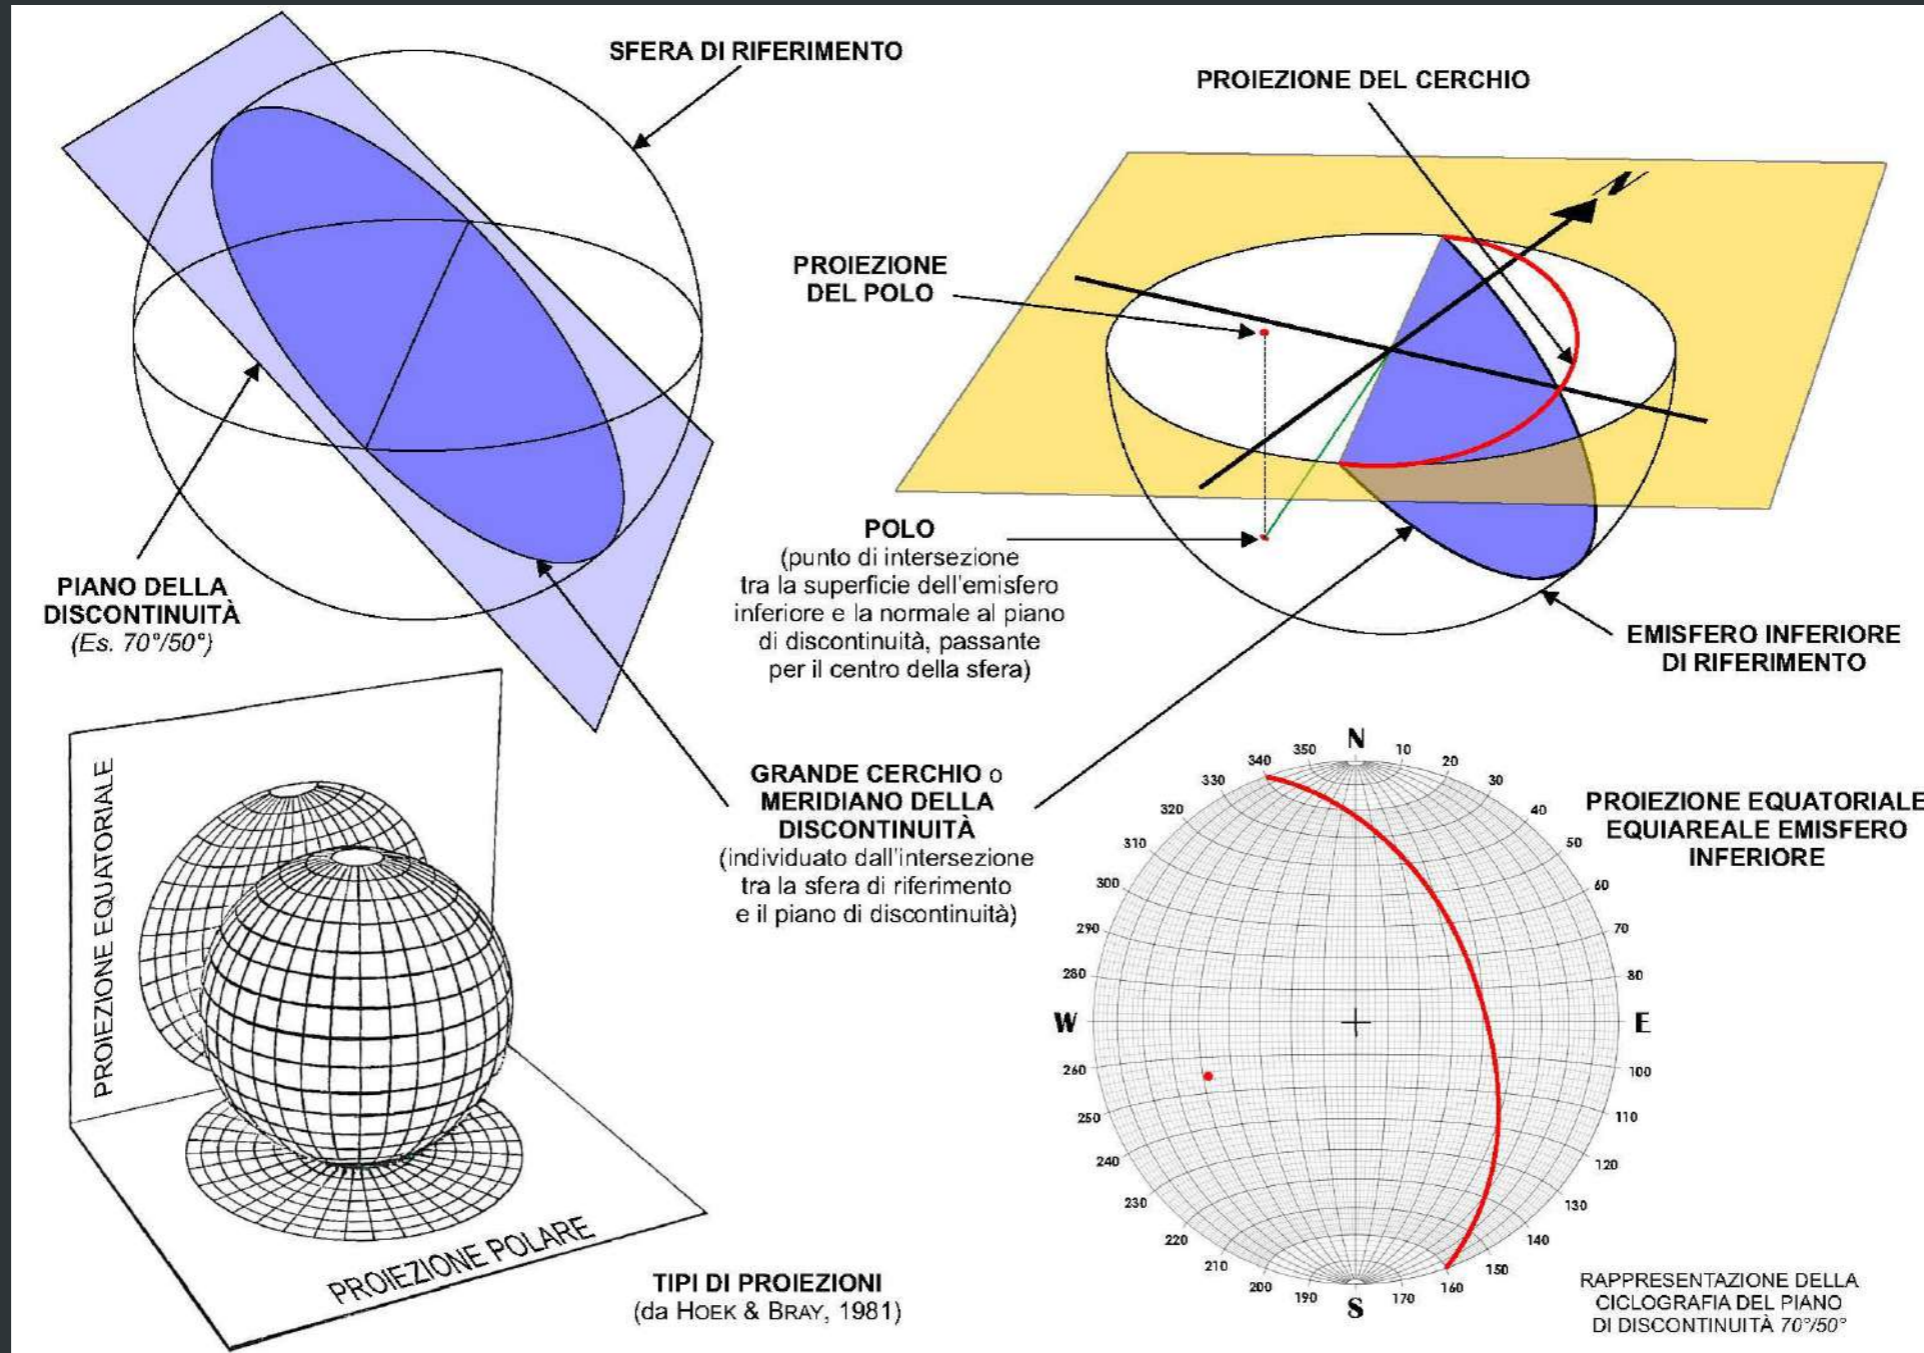 SFERA DI RIFERIMENTO
PIANO DELLA
DISCONTINUITÀ
(Es. 70°/50°)
PROIEZIONE DEL CERCHIO
N
PROIEZIONE
DEL POLO
POLO
(punto di intersezione
tra la superficie dell'emisfero
inferiore e la normale al piano
di discontinuità, passante
per il centro della sfera)
EMISFERO INFERIORE
DI RIFERIMENTO
GRANDE CERCHIO o
MERIDIANO DELLA
DISCONTINUITÀ
(individuato dall'intersezione
tra la sfera di riferimento
e il piano di discontinuità)
PROIEZIONE EQUATORIALE
PROIEZIONE POLARE
TIPI DI PROIEZIONI
(da HOEK & BRAY, 1981)
N
10
20
30
40
50
60
70
80
E
100
110
120
130
140
150
160
170
S
190
200
210
220
230
240
250
260
W
280
290
300
310
320
330
340
350
PROIEZIONE EQUATORIALE
EQUIAREALE EMISFERO
INFERIORE
RAPPRESENTAZIONE DELLA
CICLOGRAFIA DEL PIANO
DI DISCONTINUITÀ 70°/50°